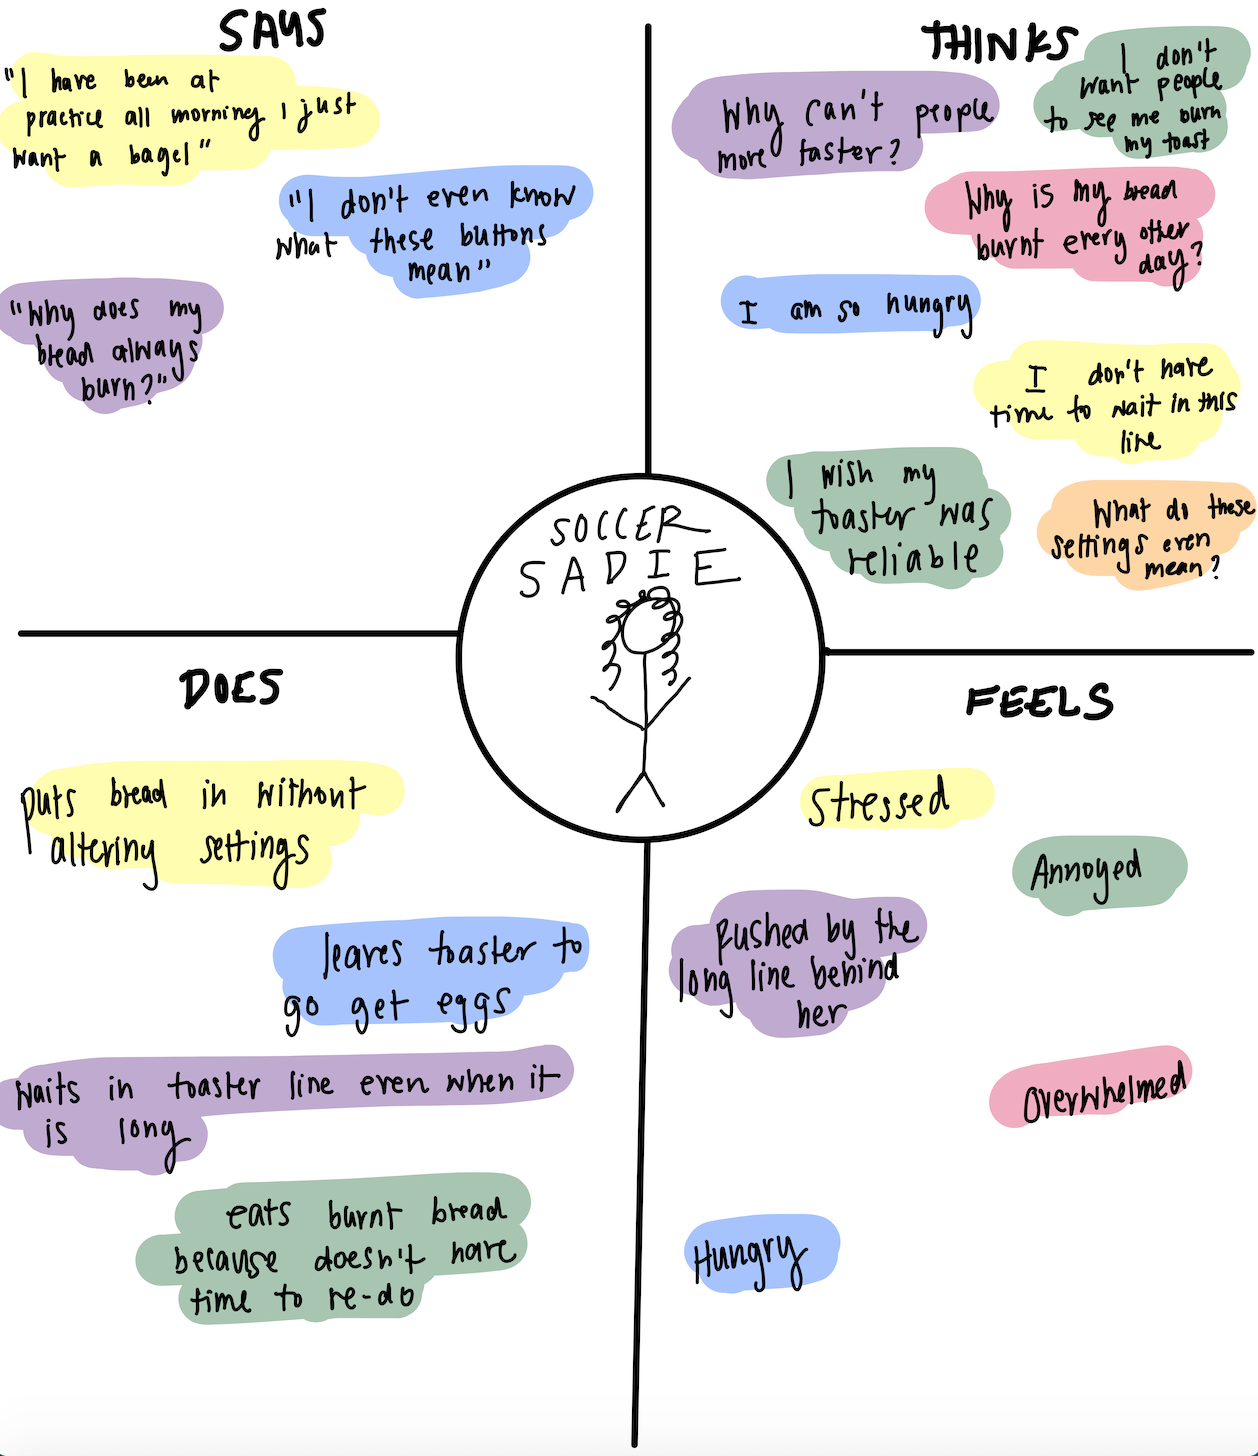 SAYS
"I have been at
practice all morning I just
want a bagel"
"I don't even know
what these buttons
mean"
"Why does my
bread always
burn?"
THINKS
I don't
want people
to see me burn
my toast
Why can't people
move faster?
Why is my bread
burnt every other
day?
I am so hungry
I don't have
time to wait in this
line
I wish my
toaster was
reliable
What do these
settings even
mean?
SOCCER
SADIE
DOES
puts bread in without
altering settings
leaves toaster to
go get eggs
waits in toaster line even when it
is long
eats burnt bread
because doesn't have
time to re-do
FEELS
Stressed
Annoyed
Rushed by the
long line behind
her
Overwhelmed
Hungry